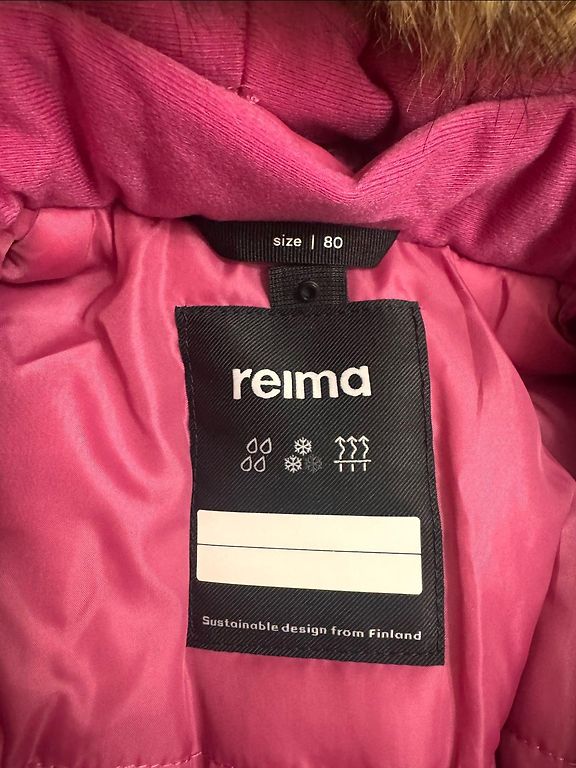 size | 80
reima
Sustainable design from Finland